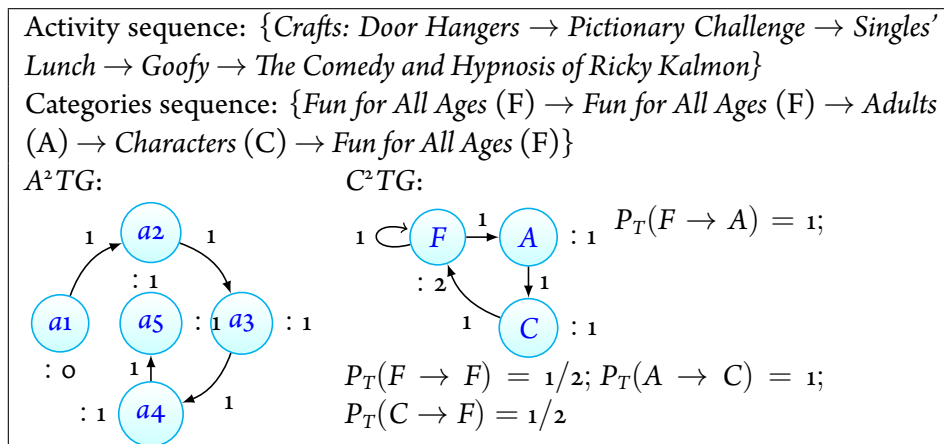 Activity sequence: {Crafts: Door Hangers → Pictionary Challenge → Singles’
Lunch → Goofy → The Comedy and Hypnosis of Ricky Kalmon}
Categories sequence: {Fun for All Ages (F) → Fun for All Ages (F) → Adults
(A) → Characters (C) → Fun for All Ages (F)}
A²TG: C²TG:
1 a2 1
: 1
a1 a5 : 1 a3 : 1
: 0
1 1
: 1 a4
1 F 1 A : 1
: 2
1 1
C : 1
P_T(F → A) = 1;
P_T(F → F) = 1/2; P_T(A → C) = 1;
P_T(C → F) = 1/2